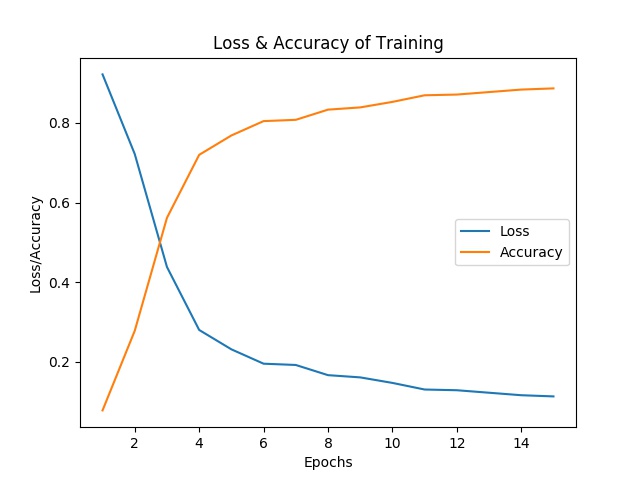 Loss & Accuracy of Training
Loss/Accuracy
0.8
0.6
0.4
0.2
Loss
Accuracy
2 4 6 8 10 12 14
Epochs